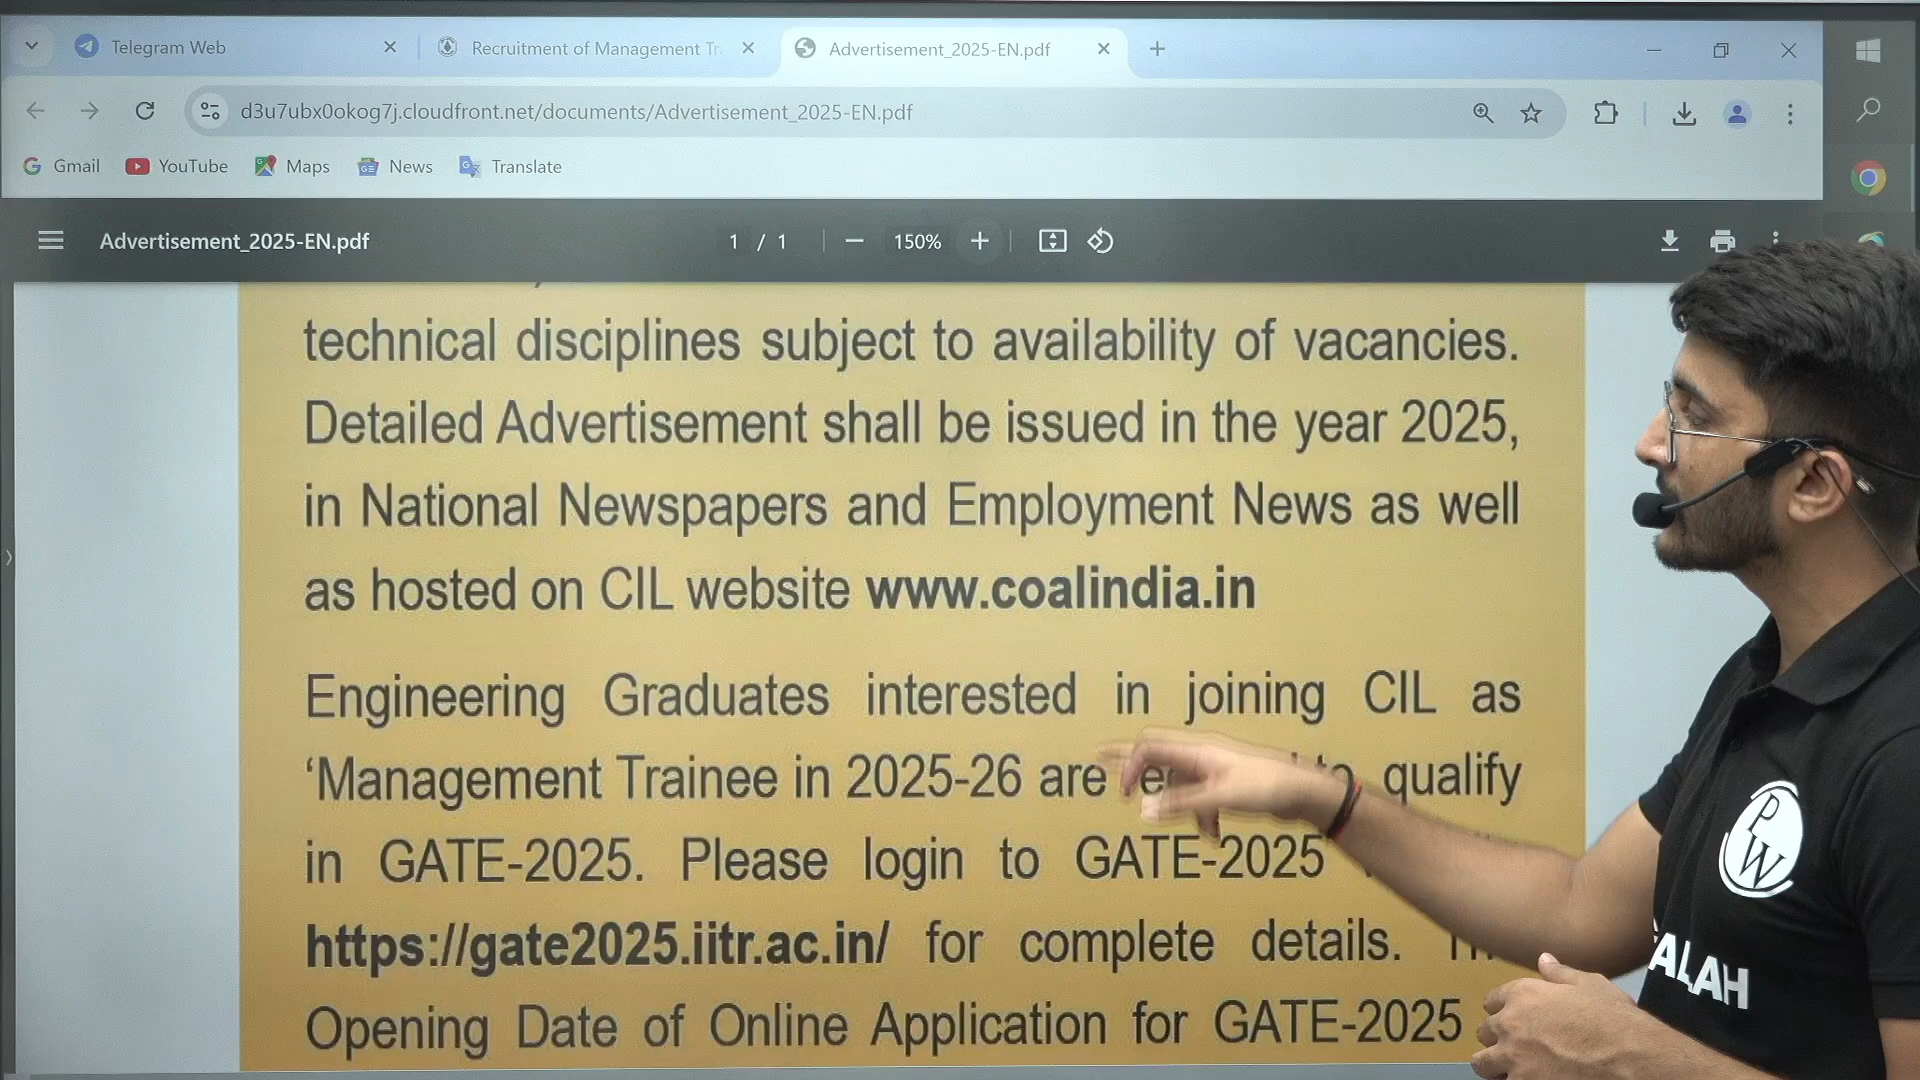 Telegram Web
Recruitment of Management Tr
Advertisement_2025-EN.pdf
d3u7ubx0okog7j.cloudfront.net/documents/Advertisement_2025-EN.pdf
Gmail
YouTube
Maps
News
Translate
Advertisement_2025-EN.pdf
1 / 1
150%
technical disciplines subject to availability of vacancies.
Detailed Advertisement shall be issued in the year 2025,
in National Newspapers and Employment News as well
as hosted on CIL website www.coalindia.in
Engineering Graduates interested in joining CIL as
‘Management Trainee in 2025-26 are to qualify
in GATE-2025. Please login to GATE-2025
https://gate2025.iitr.ac.in/ for complete details.
Opening Date of Online Application for GATE-2025
PW
ALAH